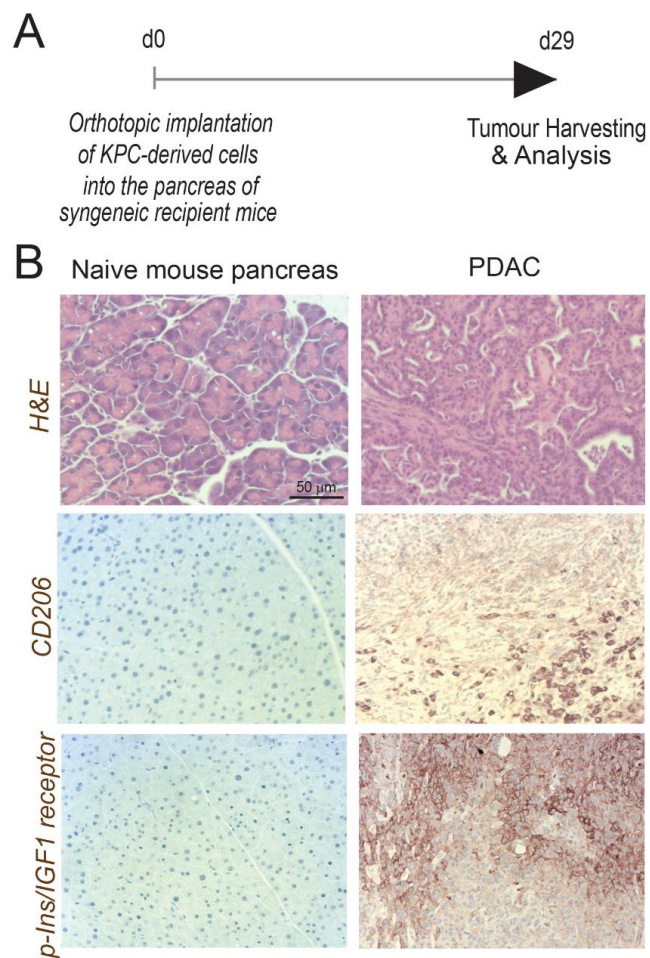 A
d0
d29
Orthotopic implantation
of KPC-derived cells
into the pancreas of
syngeneic recipient mice
Tumour Harvesting
& Analysis
B
Naive mouse pancreas
PDAC
H&E
50 µm
CD206
p-Ins/IGF1 receptor